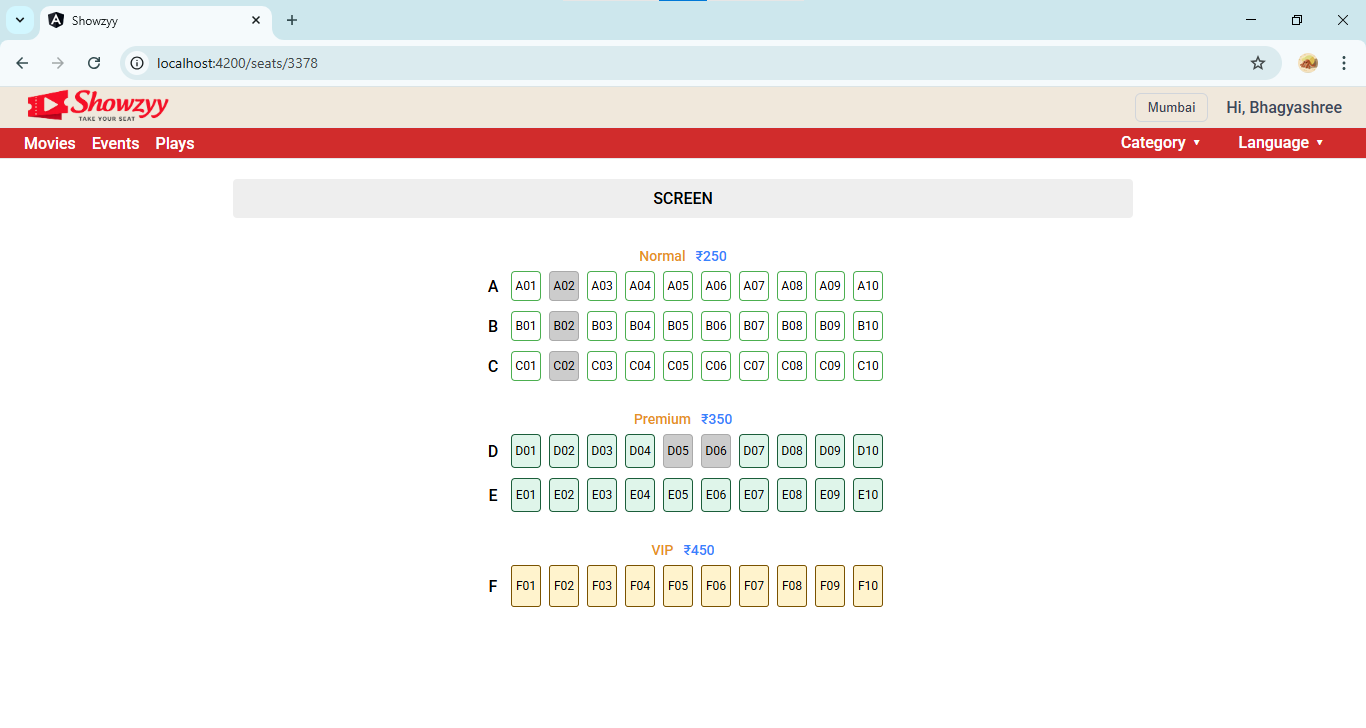 Showzyy
localhost:4200/seats/3378
Showzyy
TAKE YOUR SEAT
Mumbai
Hi, Bhagyashree
Movies Events Plays
Category ▼ Language ▼
SCREEN
Normal ₹250
A A01 A02 A03 A04 A05 A06 A07 A08 A09 A10
B B01 B02 B03 B04 B05 B06 B07 B08 B09 B10
C C01 C02 C03 C04 C05 C06 C07 C08 C09 C10
Premium ₹350
D D01 D02 D03 D04 D05 D06 D07 D08 D09 D10
E E01 E02 E03 E04 E05 E06 E07 E08 E09 E10
VIP ₹450
F F01 F02 F03 F04 F05 F06 F07 F08 F09 F10